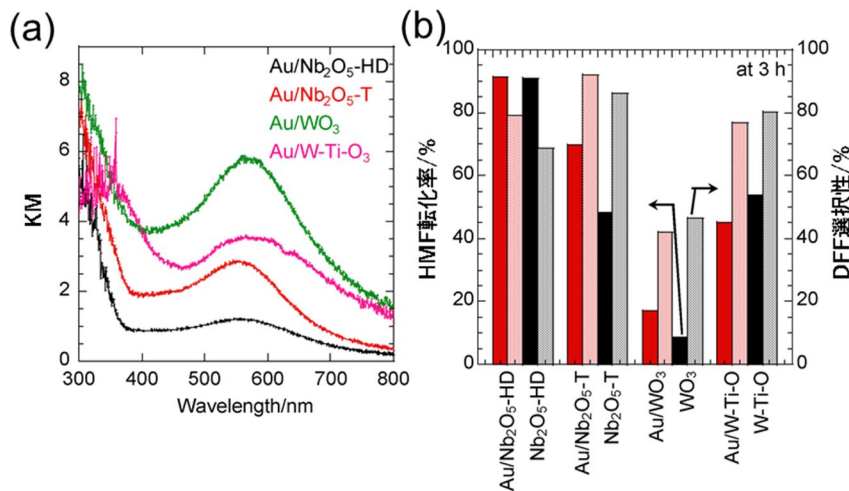 (a)
8
6
4
2
0
KM
300 400 500 600 700 800
Wavelength/nm
Au/Nb₂O₅-HD
Au/Nb₂O₅-T
Au/WO₃
Au/W-Ti-O₃
(b)
100
80
60
40
20
0
HMF転化率/%
at 3 h
100
80
60
40
20
0
DFF選択性/%
Au/Nb₂O₅-HD
Nb₂O₅-HD
Au/Nb₂O₅-T
Nb₂O₅-T
Au/WO₃
WO₃
Au/W-Ti-O
W-Ti-O